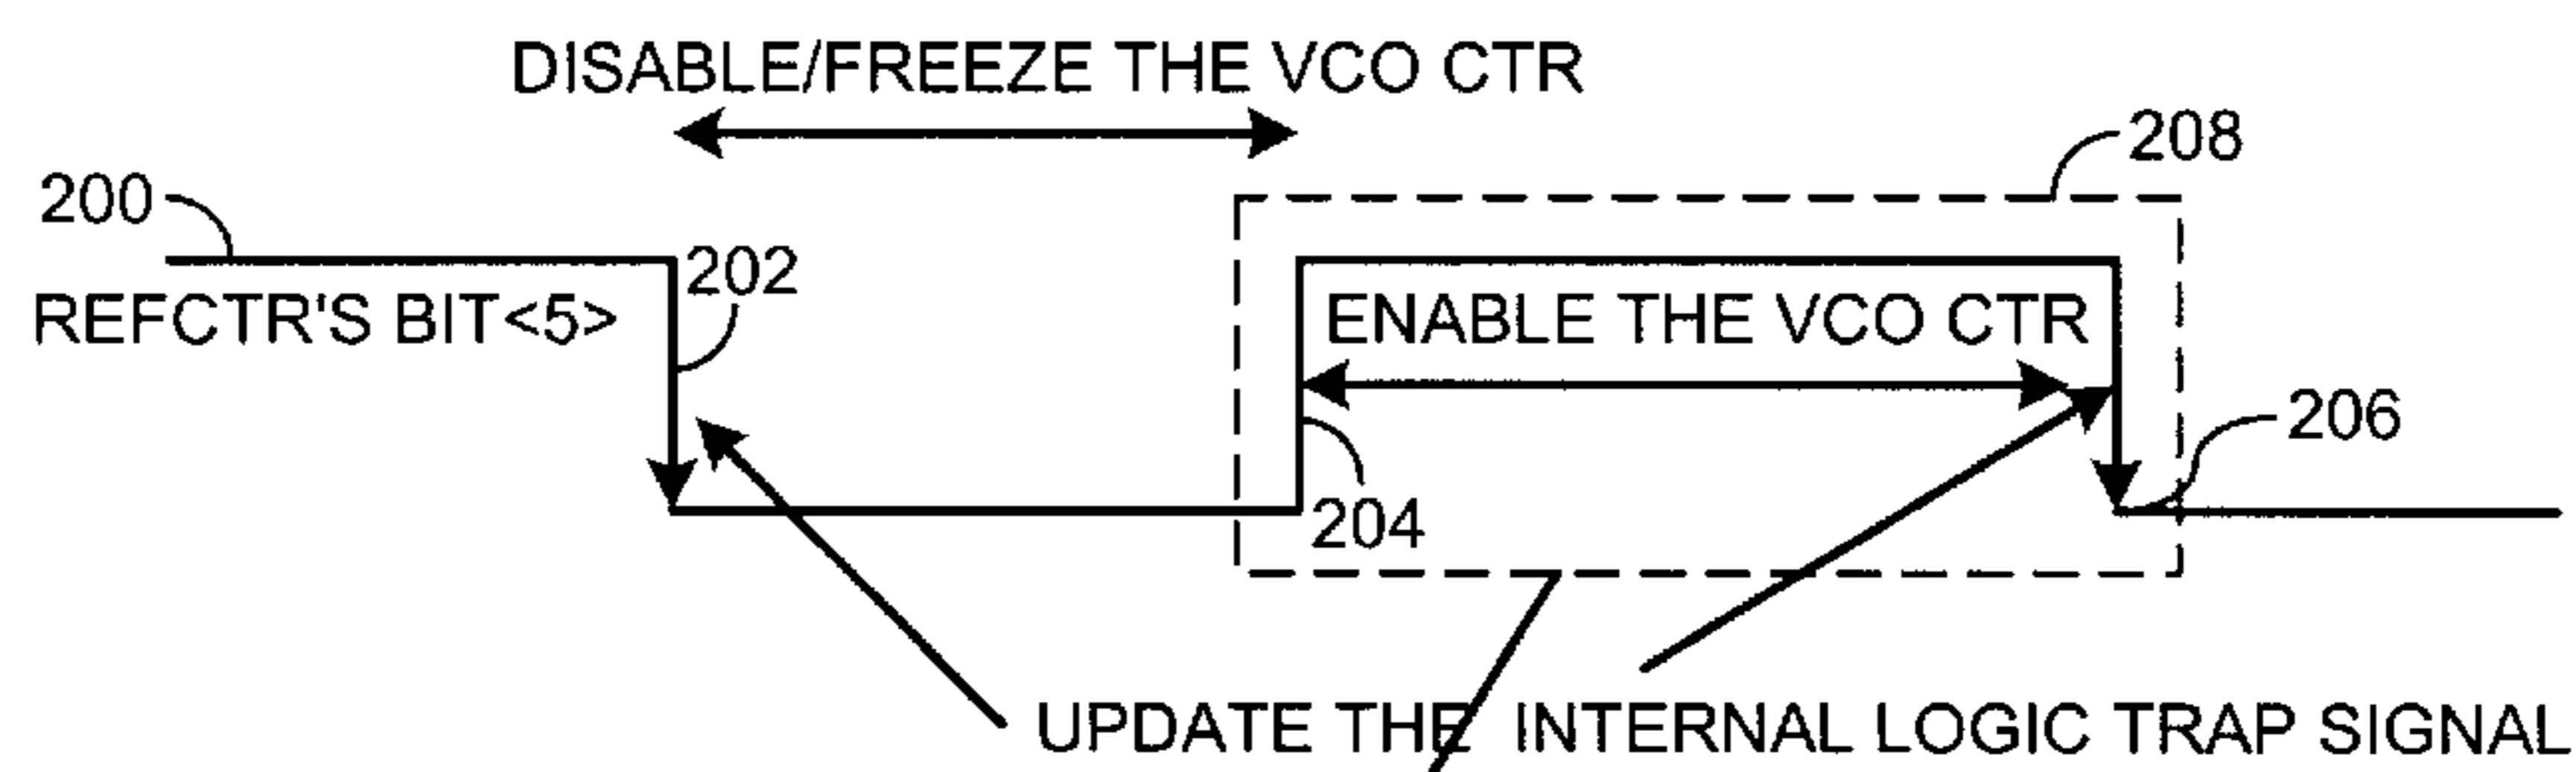 DISABLE/FREEZE THE VCO CTR
208
200
202
REFCTR'S BIT<5>
ENABLE THE VCO CTR
206
204
UPDATE THE INTERNAL LOGIC TRAP SIGNAL